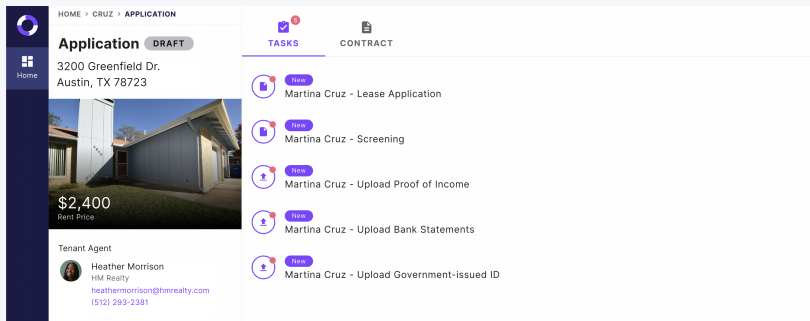 HOME > CRUZ > APPLICATION
Home
Application DRAFT
3200 Greenfield Dr.
Austin, TX 78723
$2,400
Rent Price
Tenant Agent
Heather Morrison
HM Realty
heathermorrison@hmrealty.com
(512) 293-2381
5
TASKS
CONTRACT
New
Martina Cruz - Lease Application
New
Martina Cruz - Screening
New
Martina Cruz - Upload Proof of Income
New
Martina Cruz - Upload Bank Statements
New
Martina Cruz - Upload Government-issued ID